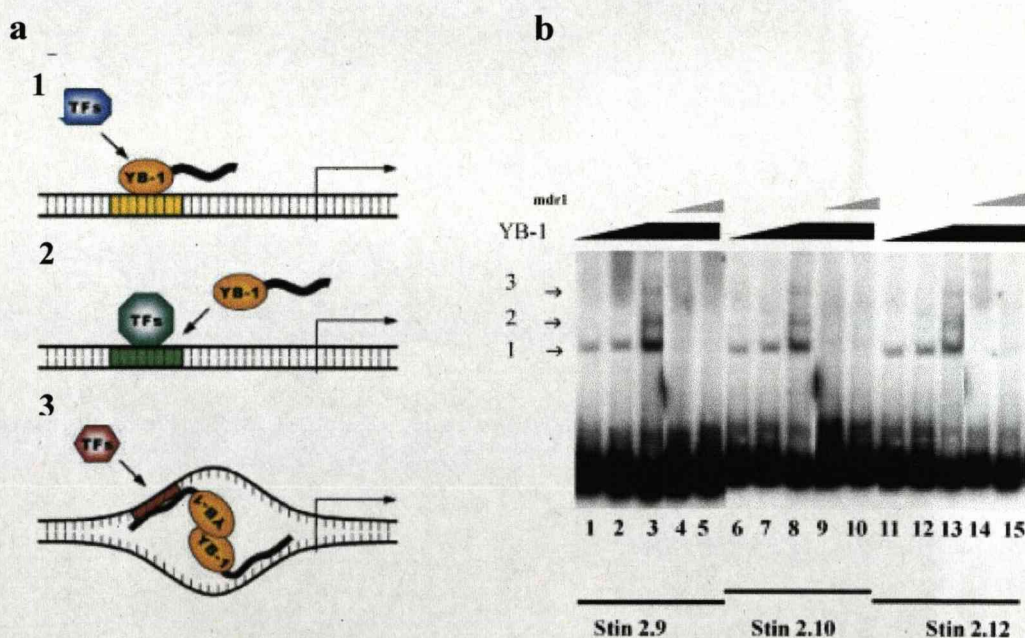 a
1
TFs
YB-1
2
TFs
YB-1
3
TFs
YB-1
YB-1
b
mdr1
YB-1
3 →
2 →
1 →
1 2 3 4 5 6 7 8 9 10 11 12 13 14 15
Stin 2.9 Stin 2.10 Stin 2.12